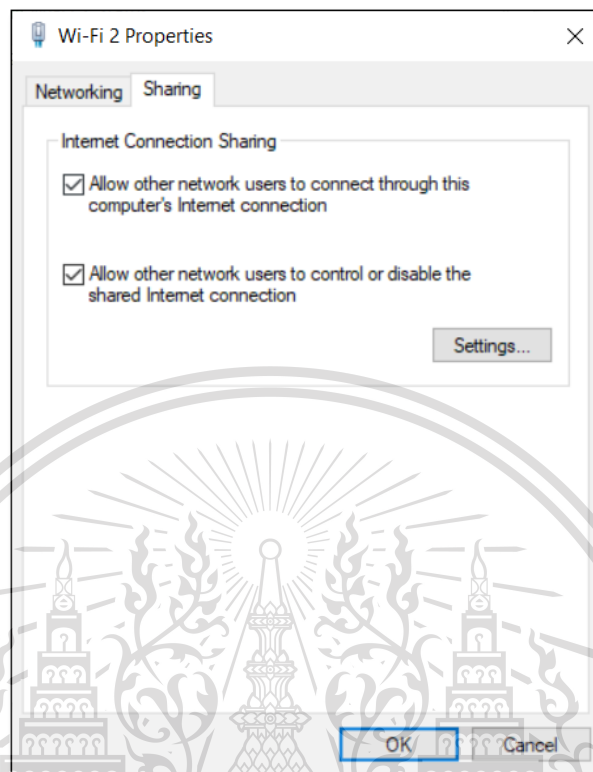 Wi-Fi 2 Properties
Networking
Sharing
Internet Connection Sharing
Allow other network users to connect through this
computer's Internet connection
Allow other network users to control or disable the
shared Internet connection
Settings...
OK
Cancel